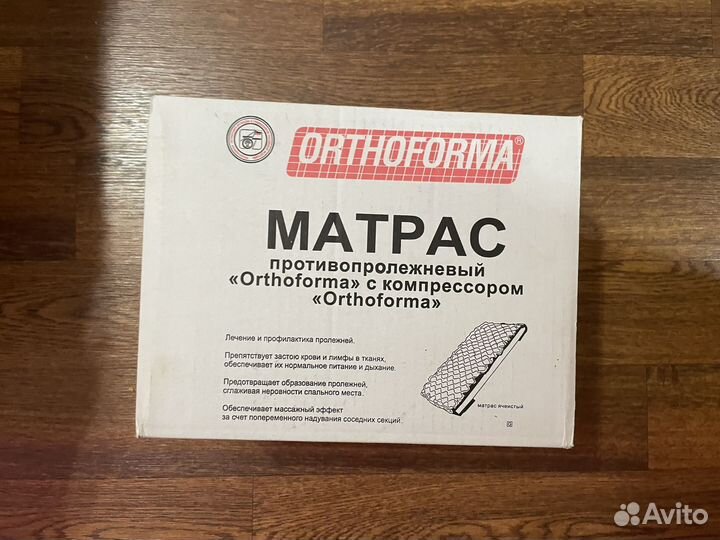 ORTHOFORMA®
МАТРАС
противопролежневый
«Orthoforma» с компрессором
«Orthoforma»
Лечение и профилактика пролежней.
Препятствует застою крови и лимфы в тканях,
обеспечивает их нормальное питание и дыхание.
Предотвращает образование пролежней,
сглаживая неровности спального места.
Обеспечивает массажный эффект
за счет попеременного надувания соседних секций.
матрас ячеистый
Avito